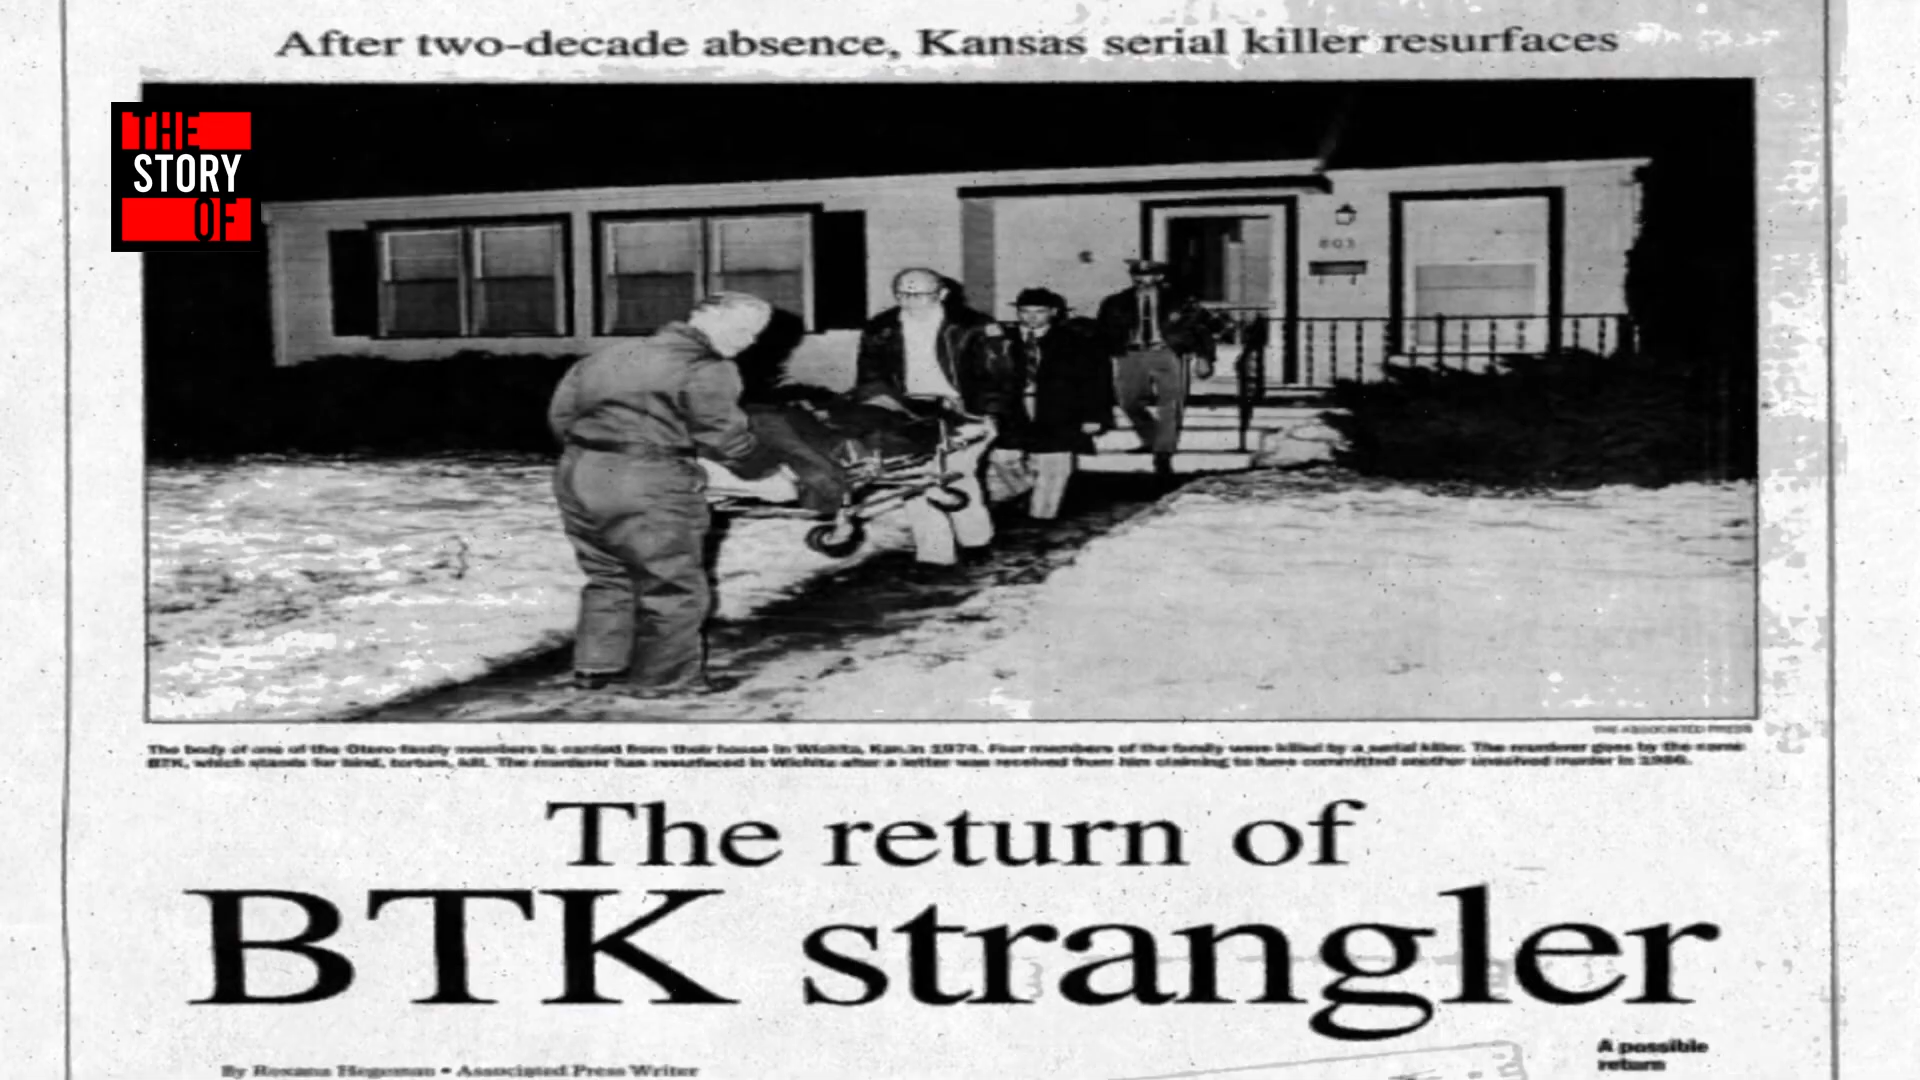 After two-decade absence, Kansas serial killer resurfaces
THE
STORY
OF
803
THE ASSOCIATED PRESS
The body of one of the Otero family members is carried from their house in Wichita, Kan.in 1974. Four members of the family were killed by a serial killer. The murderer goes by the name
BTK, which stands for bind, torture, kill. The murderer has resurfaced in Wichita after a letter was received from him claiming to have committed another unsolved murder in 1986.
The return of
BTK strangler
A possible
return
By Roxana Hegeman • Associated Press Writer